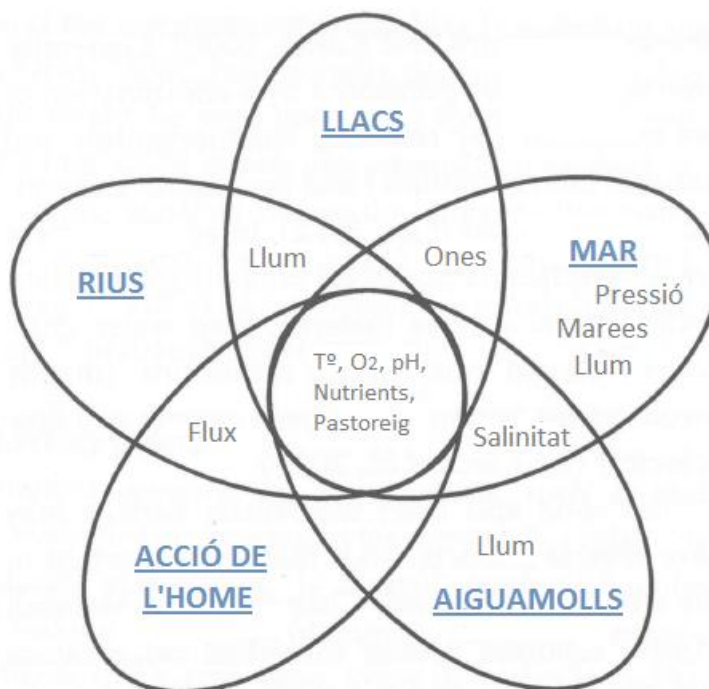 LLACS
RIUS
Llum
Ones
MAR
Pressió
Marees
Llum
Tº, O2, pH,
Nutrients,
Pastoreig
Flux
Salinitat
ACCIÓ DE
L'HOME
Llum
AIGUAMOLLS